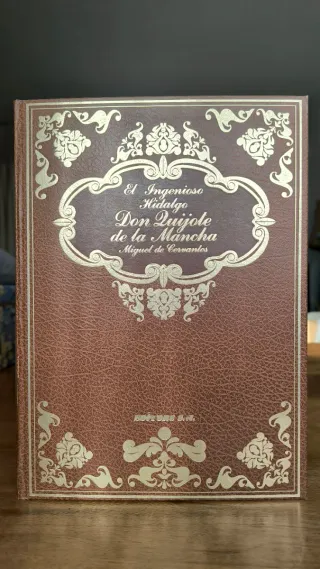 El Ingenioso
Hidalgo
Don Quijote
de la Mancha
Miguel de Cervantes
S.A.